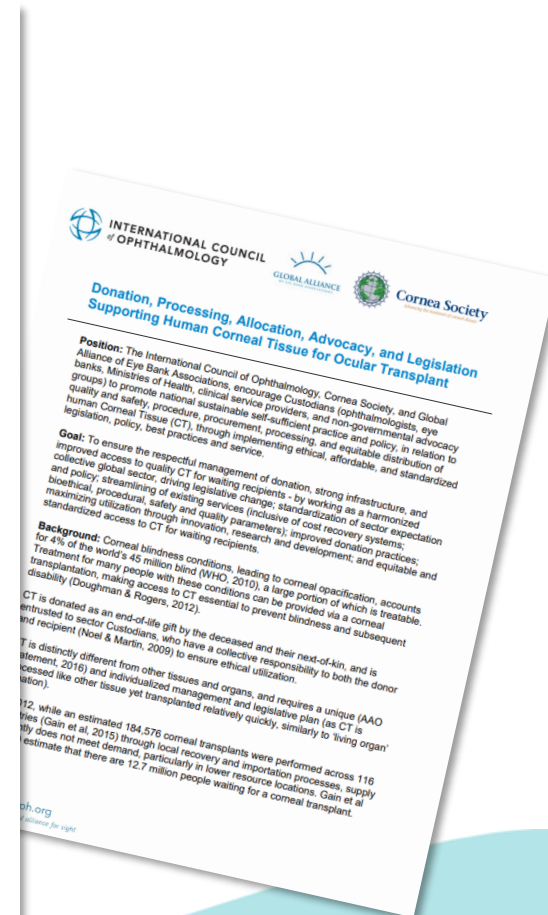 INTERNATIONAL COUNCIL
of OPHTHALMOLOGY
GLOBAL ALLIANCE
OF EYE BANK ASSOCIATIONS
Cornea Society
Donation, Processing, Allocation, Advocacy, and Legislation
Supporting Human Corneal Tissue for Ocular Transplant
Position: The International Council of Ophthalmology, Cornea Society, and Global
Alliance of Eye Bank Associations, encourage Custodians (ophthalmologists, eye
banks, Ministries of Health, clinical service providers, and non-governmental advocacy
groups) to promote national sustainable self-sufficient practice and policy, in relation to
quality and safety, procedure, procurement, processing, and equitable distribution of
human Corneal Tissue (CT), through implementing ethical, affordable, and standardized
legislation, policy, best practices and service.
Goal: To ensure the respectful management of donation, strong infrastructure, and
improved access to quality CT for waiting recipients - by working as a harmonized
collective global sector, driving legislative change; standardization of sector expectation
and policy; streamlining of existing services (inclusive of cost recovery systems;
bioethical, procedural, safety and quality parameters); improved donation practices;
maximizing utilization through innovation, research and development; and equitable and
standardized access to CT for waiting recipients.
Background: Corneal blindness conditions, leading to corneal opacification, accounts
for 4% of the world's 45 million blind (WHO, 2010), a large portion of which is treatable.
Treatment for many people with these conditions can be provided via a corneal
transplantation, making access to CT essential to prevent blindness and subsequent
disability (Doughman & Rogers, 2012).
CT is donated as an end-of-life gift by the deceased and their next-of-kin, and is
entrusted to sector Custodians, who have a collective responsibility to both the donor
and recipient (Noel & Martin, 2009) to ensure ethical utilization.
T is distinctly different from other tissues and organs, and requires a unique (AAO
atement, 2016) and individualized management and legislative plan (as CT is
ocessed like other tissue yet transplanted relatively quickly, similarly to 'living organ'
ation).
012, while an estimated 184,576 corneal transplants were performed across 116
tries (Gain et al, 2015) through local recovery and importation processes, supply
ntly does not meet demand, particularly in lower resource locations. Gain et al
estimate that there are 12.7 million people waiting for a corneal transplant.
ph.org
alliance for sight